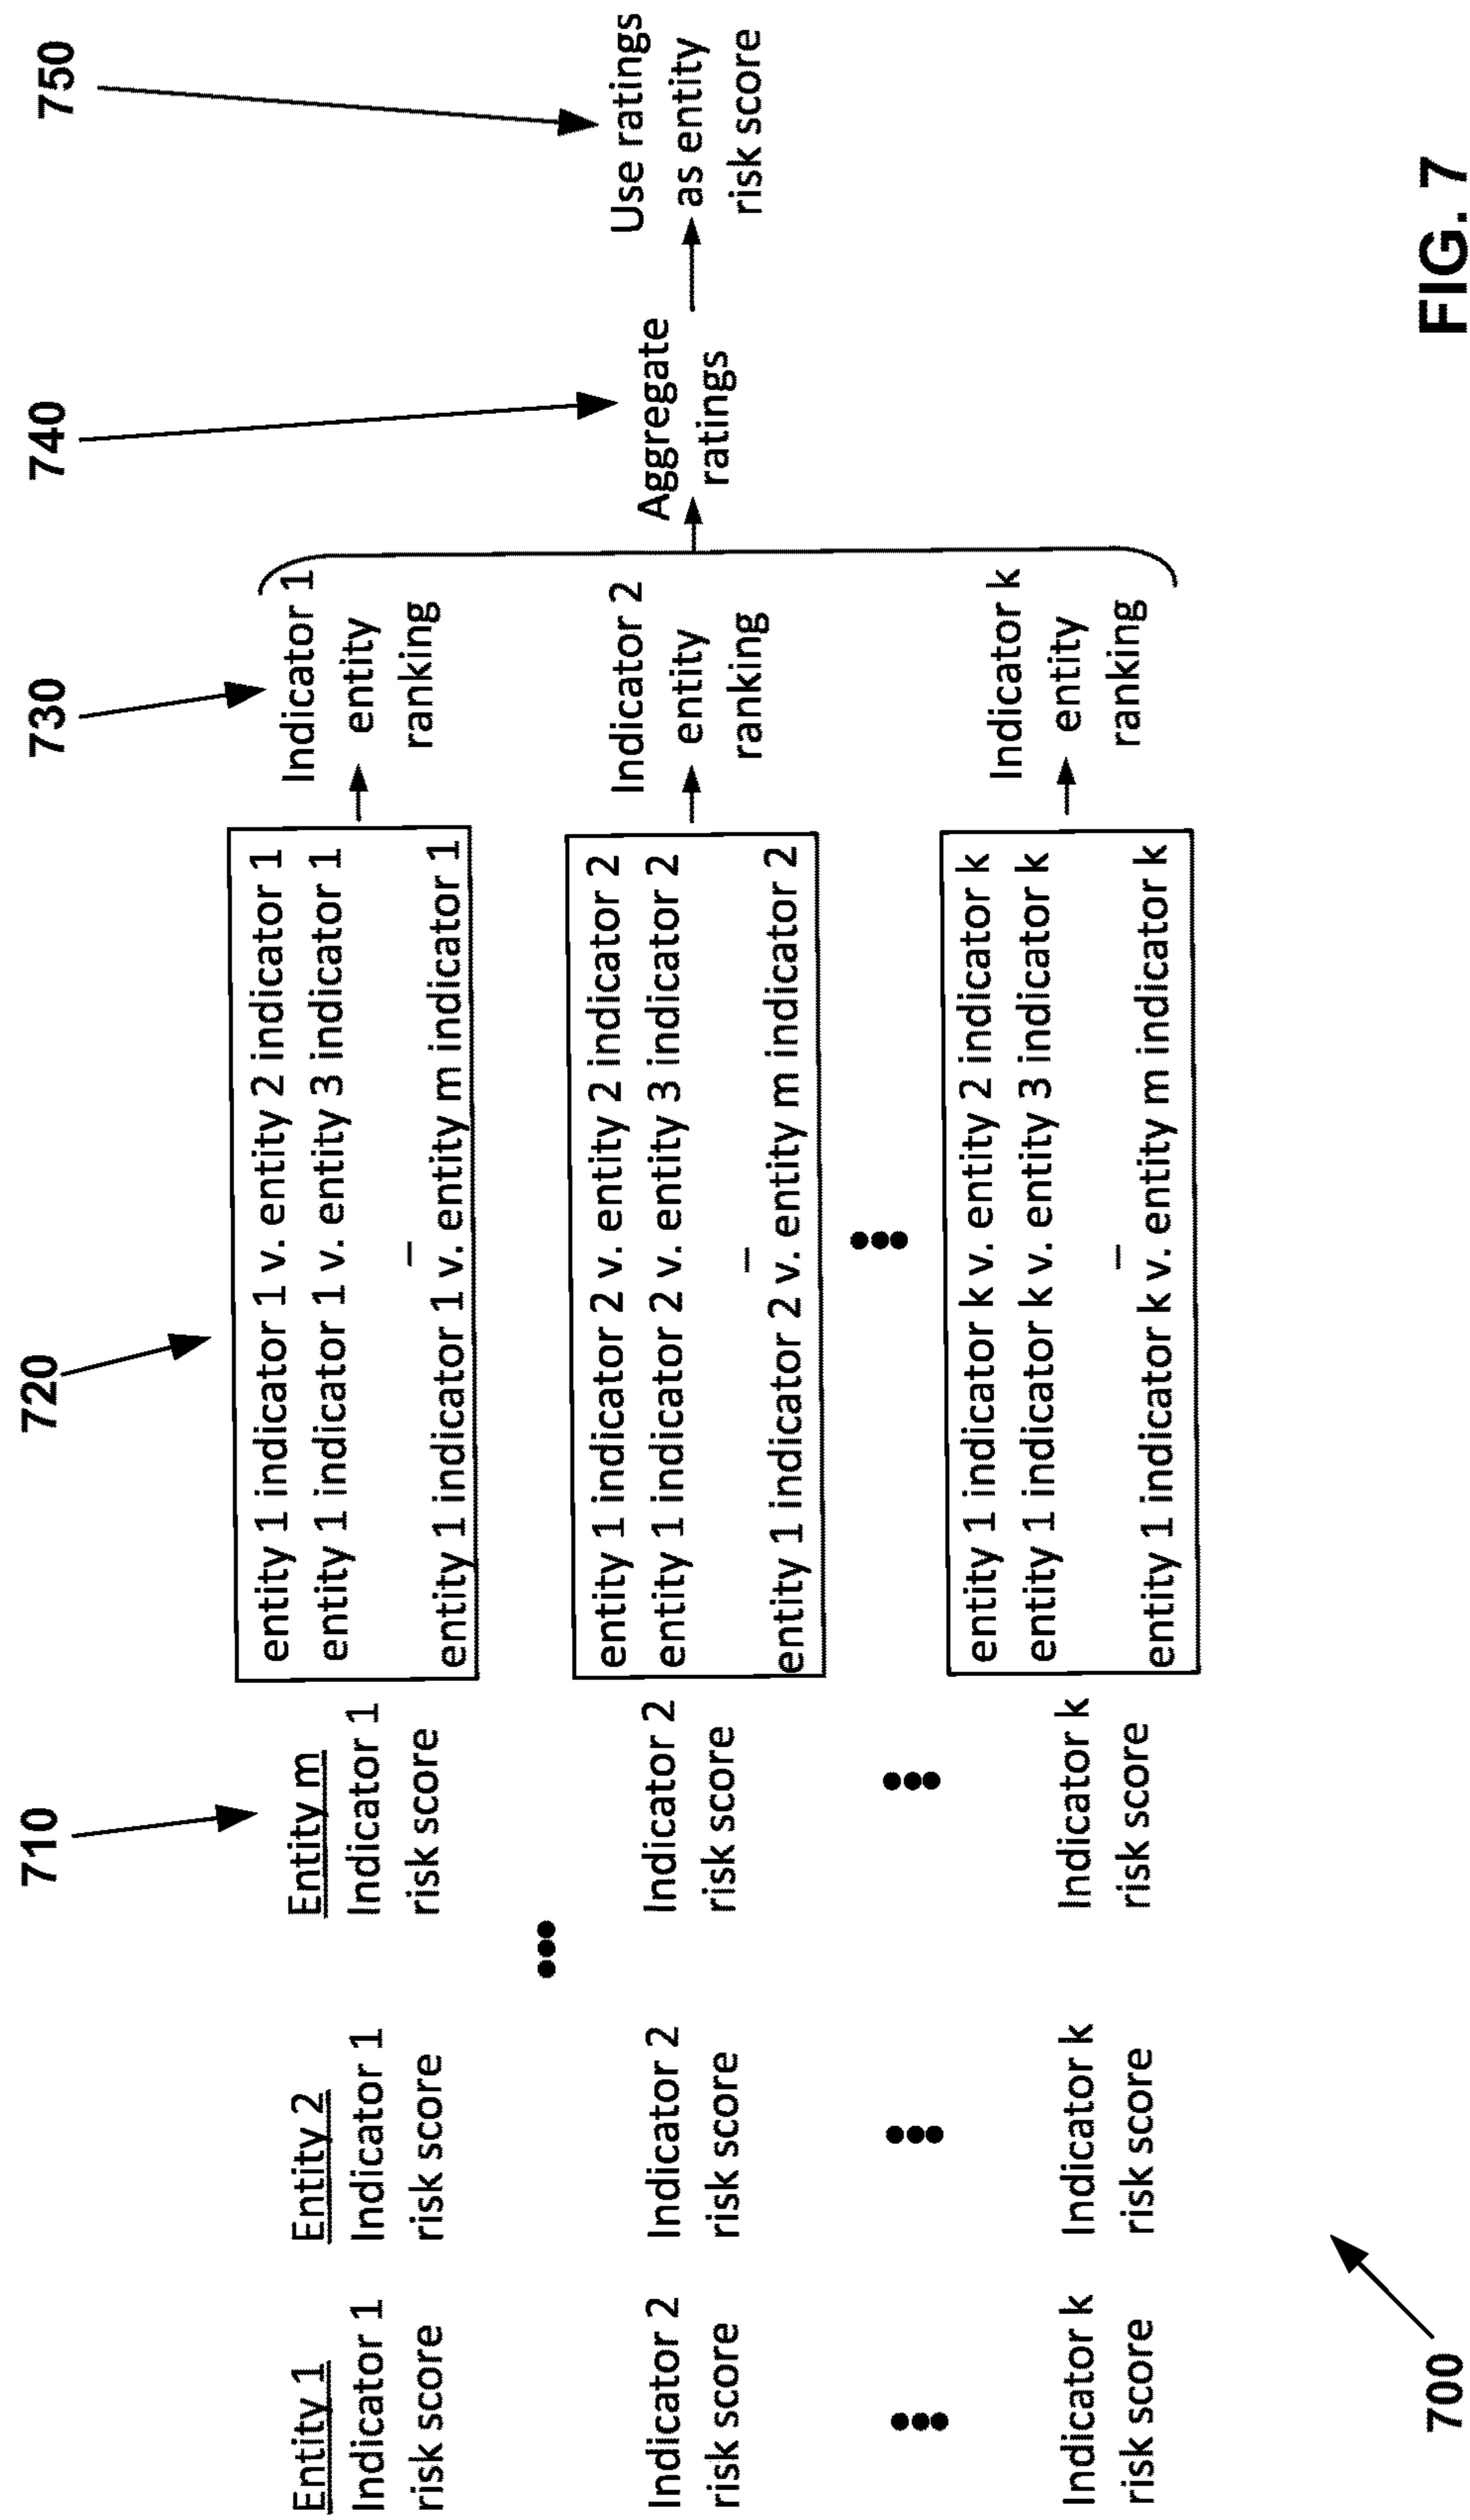 710
720
730
740
750
Entity 1
Indicator 1
risk score
Indicator 2
risk score
Indicator k
risk score
Entity 2
Indicator 1
risk score
Indicator 2
risk score
Indicator k
risk score
Entity m
Indicator 1
risk score
Indicator 2
risk score
Indicator k
risk score
entity 1 indicator 1 v. entity 2 indicator 1
entity 1 indicator 1 v. entity 3 indicator 1
entity 1 indicator 1 v. entity m indicator 1
entity 1 indicator 2 v. entity 2 indicator 2
entity 1 indicator 2 v. entity 3 indicator 2
entity 1 indicator 2 v. entity m indicator 2
entity 1 indicator k v. entity 2 indicator k
entity 1 indicator k v. entity 3 indicator k
entity 1 indicator k v. entity m indicator k
Indicator 1
entity
ranking
Indicator 2
entity
ranking
Indicator k
entity
ranking
Aggregate
ratings
Use ratings
as entity
risk score
700
FIG. 7